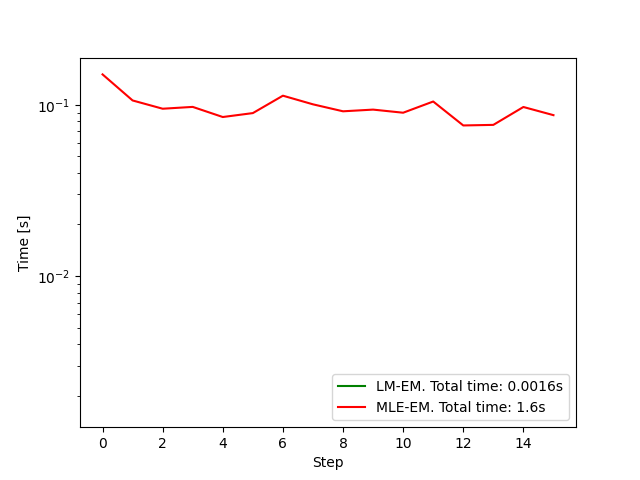 10⁻¹
10⁻²
Time [s]
LM-EM. Total time: 0.0016s
MLE-EM. Total time: 1.6s
0 2 4 6 8 10 12 14
Step